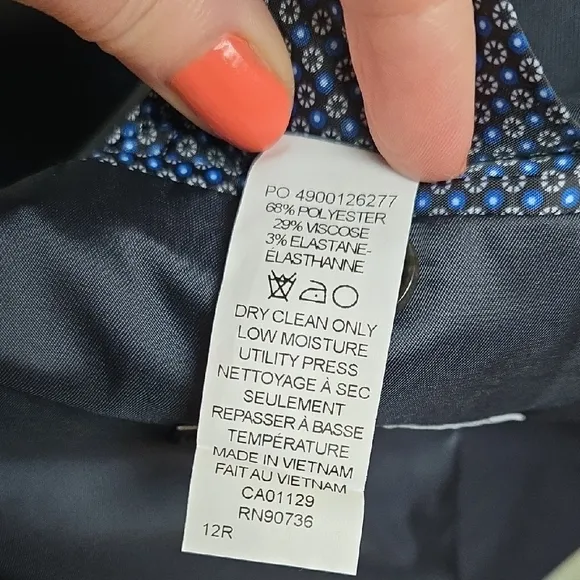 PO 4900126277
68% POLYESTER
29% VISCOSE
3% ELASTANE-
ÉLASTHANNE
DRY CLEAN ONLY
LOW MOISTURE
UTILITY PRESS
NETTOYAGE À SEC
SEULEMENT
REPASSER À BASSE
TEMPÉRATURE
MADE IN VIETNAM
FAIT AU VIETNAM
CA01129
RN90736
12R